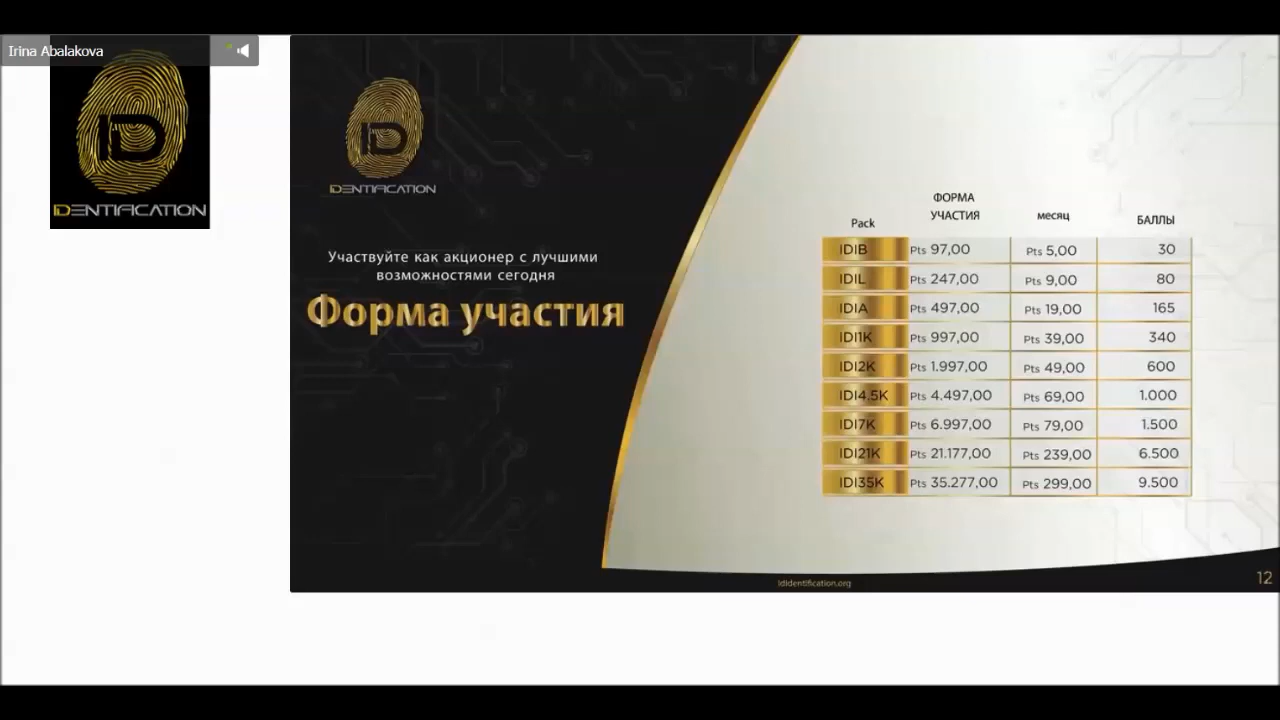 Irina Abalakova
ID
IDENTIFICATION
ID
IDENTIFICATION
Участвуйте как акционер с лучшими
возможностями сегодня
Форма участия
Pack ФОРМА УЧАСТИЯ месяц БАЛЛЫ
IDIB Pts 97,00 Pts 5,00 30
IDIL Pts 247,00 Pts 9,00 80
IDIA Pts 497,00 Pts 19,00 165
IDI1K Pts 997,00 Pts 39,00 340
IDI2K Pts 1.997,00 Pts 49,00 600
IDI4.5K Pts 4.497,00 Pts 69,00 1.000
IDI7K Pts 6.997,00 Pts 79,00 1.500
IDI21K Pts 21.177,00 Pts 239,00 6.500
IDI35K Pts 35.277,00 Pts 299,00 9.500
ididentification.org
12